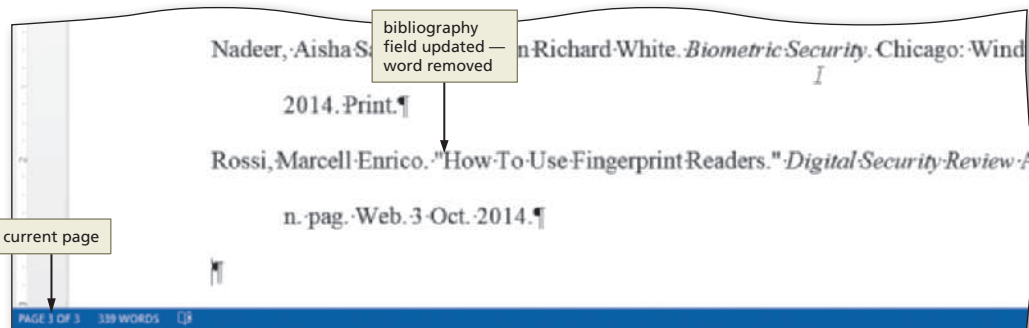 bibliography
field updated —
word removed
Nadeer, Aisha Sa n Richard White. Biometric Security. Chicago: Wind
2014. Print.¶
Rossi, Marcell Enrico. "How To Use Fingerprint Readers." Digital Security Review A
n. pag. Web. 3 Oct. 2014.¶
current page
¶
PAGE 3 OF 3 339 WORDS